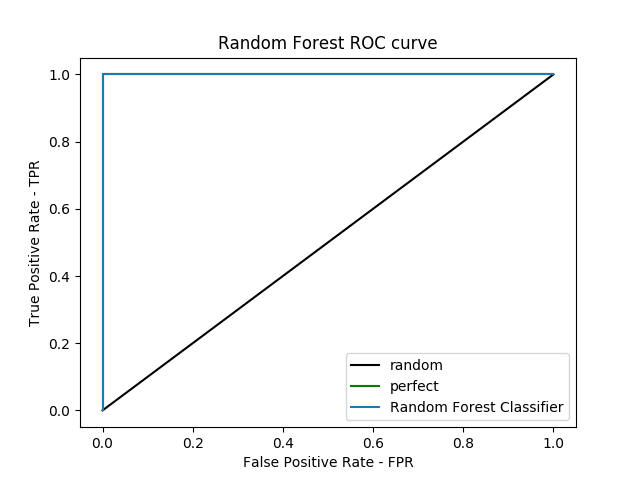 Random Forest ROC curve
True Positive Rate - TPR
1.0
0.8
0.6
0.4
0.2
0.0
random
perfect
Random Forest Classifier
0.0 0.2 0.4 0.6 0.8 1.0
False Positive Rate - FPR